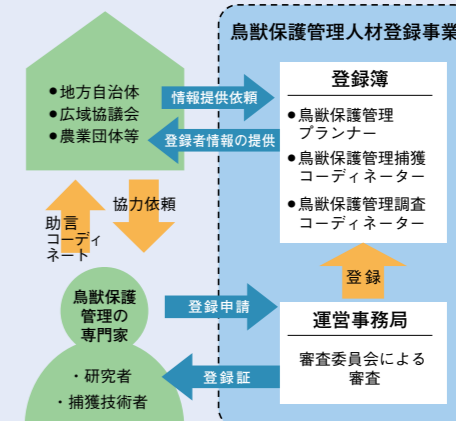 鳥獣保護管理人材登録事業
●地方自治体
●広域協議会
●農業団体等
情報提供依頼
登録者情報の提供
登録簿
●鳥獣保護管理
プランナー
●鳥獣保護管理捕獲
コーディネーター
●鳥獣保護管理調査
コーディネーター
助言
コーディ
ネート
協力依頼
登録
鳥獣保護
管理の
専門家
・研究者
・捕獲技術者
登録申請
登録証
運営事務局
審査委員会による
審査